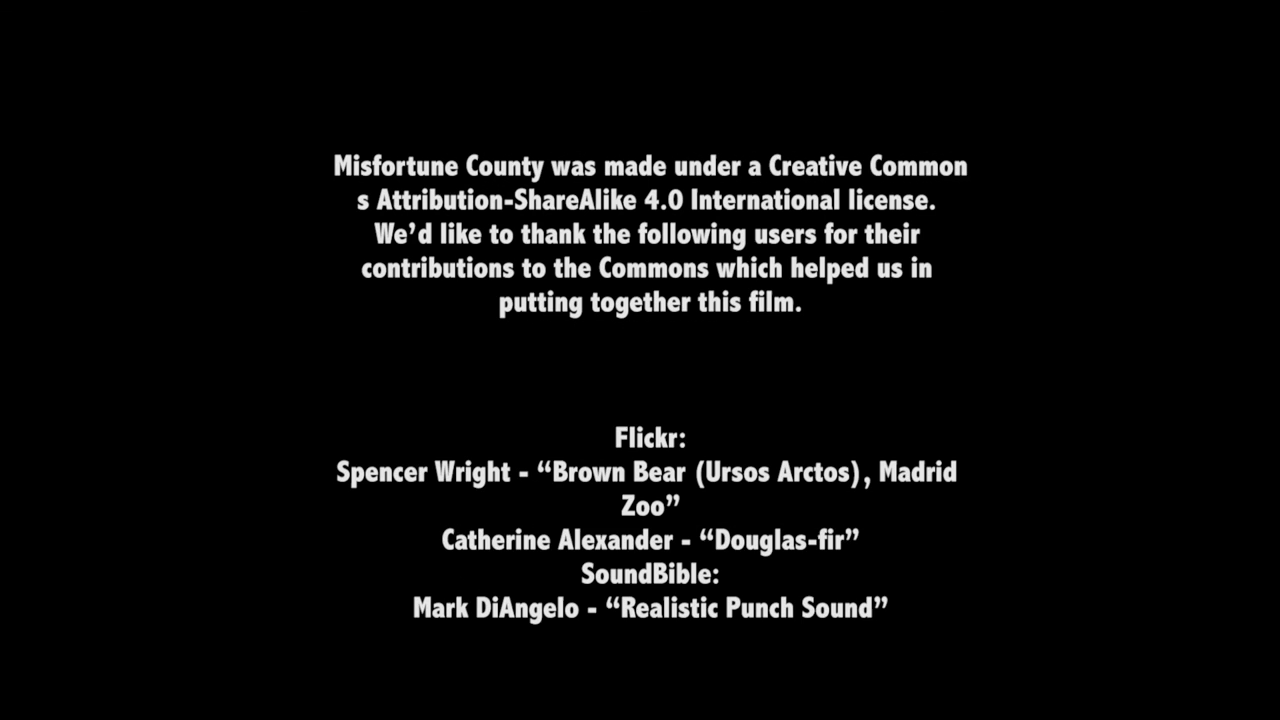 Misfortune County was made under a Creative Common
s Attribution-ShareAlike 4.0 International license.
We’d like to thank the following users for their
contributions to the Commons which helped us in
putting together this film.
Flickr:
Spencer Wright - “Brown Bear (Ursos Arctos), Madrid
Zoo”
Catherine Alexander - “Douglas-fir”
SoundBible:
Mark DiAngelo - “Realistic Punch Sound”